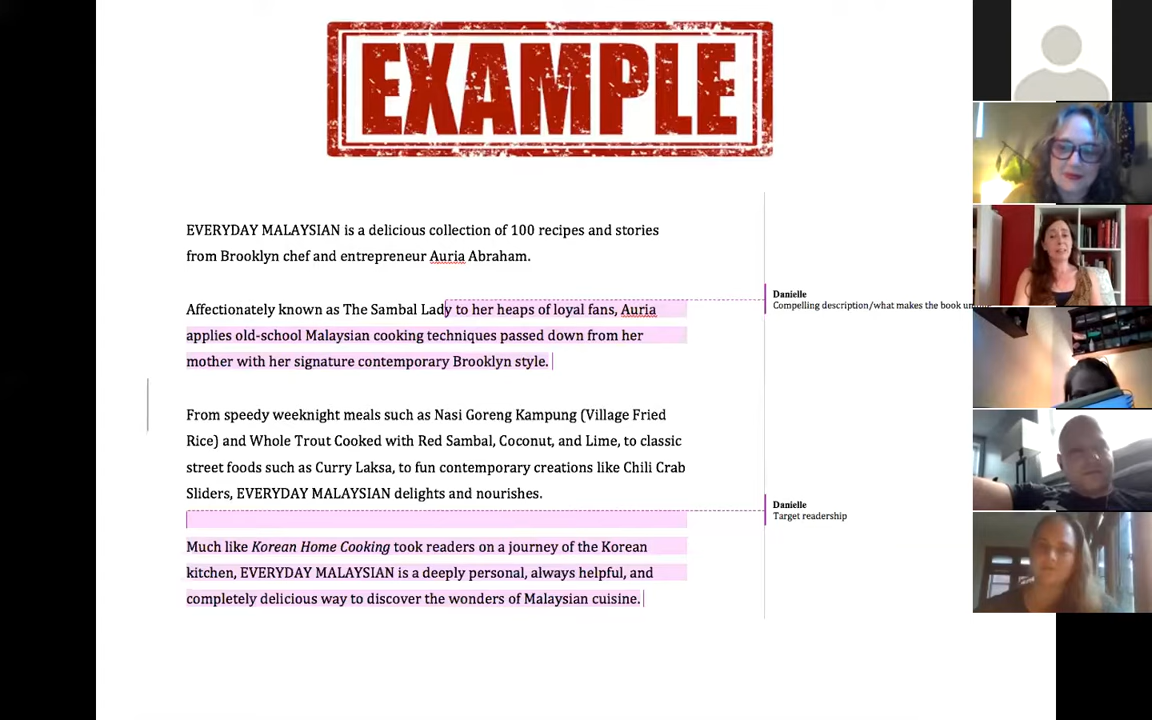 EXAMPLE
EVERYDAY MALAYSIAN is a delicious collection of 100 recipes and stories
from Brooklyn chef and entrepreneur Auria Abraham.
Affectionately known as The Sambal Lady to her heaps of loyal fans, Auria
applies old-school Malaysian cooking techniques passed down from her
mother with her signature contemporary Brooklyn style.
Danielle
Compelling description/what makes the book
From speedy weeknight meals such as Nasi Goreng Kampung (Village Fried
Rice) and Whole Trout Cooked with Red Sambal, Coconut, and Lime, to classic
street foods such as Curry Laksa, to fun contemporary creations like Chili Crab
Sliders, EVERYDAY MALAYSIAN delights and nourishes.
Danielle
Target readership
Much like Korean Home Cooking took readers on a journey of the Korean
kitchen, EVERYDAY MALAYSIAN is a deeply personal, always helpful, and
completely delicious way to discover the wonders of Malaysian cuisine.